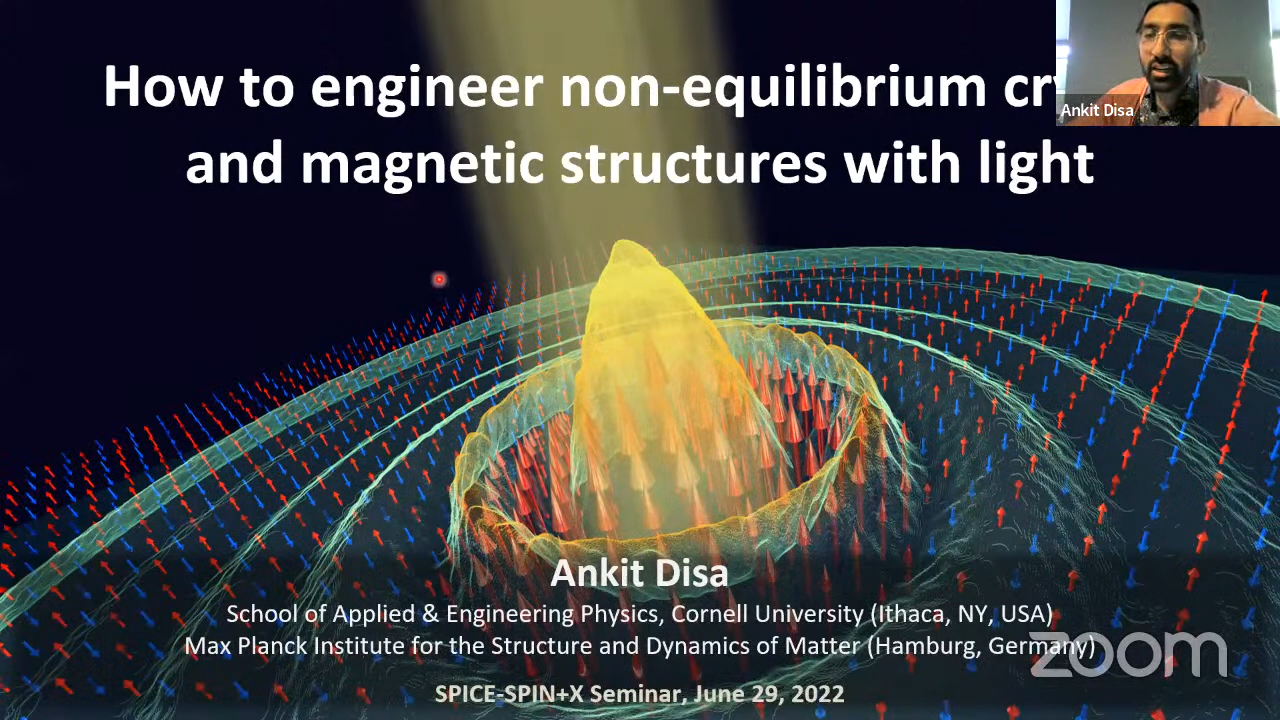 How to engineer non-equilibrium
and magnetic structures with light
Ankit Disa
Ankit Disa
School of Applied & Engineering Physics, Cornell University (Ithaca, NY, USA)
Max Planck Institute for the Structure and Dynamics of Matter (Hamburg, Germany)
zoom
SPICE-SPIN+X Seminar, June 29, 2022